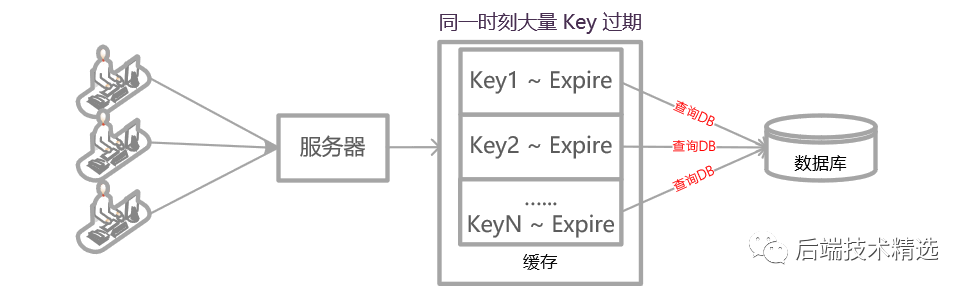 同一时刻大量 Key 过期
服务器
Key1 ~ Expire
Key2 ~ Expire
......
KeyN ~ Expire
缓存
查询DB
查询DB
查询DB
数据库
后端技术精选